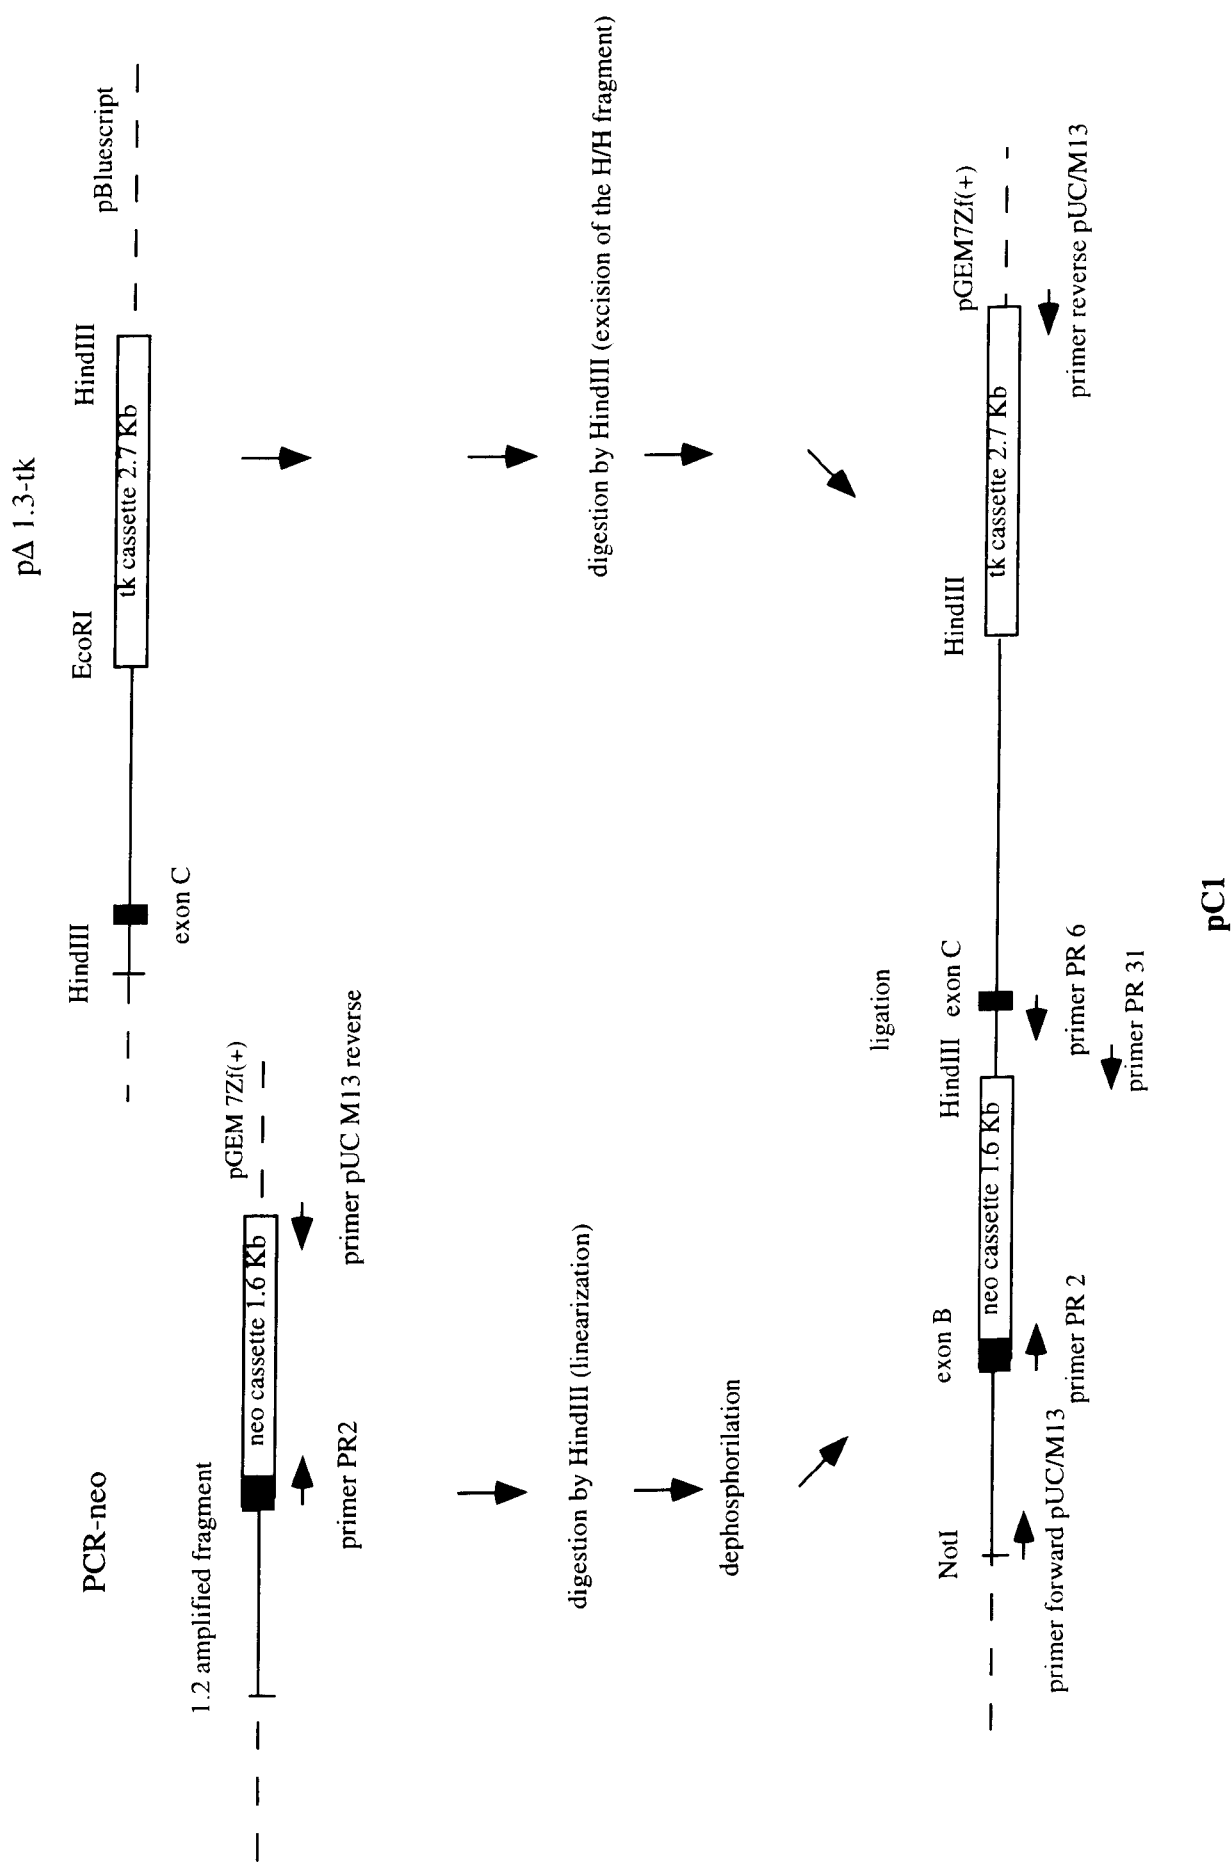 pΔ 1.3-tk
HindIII
EcoRI
HindIII
pBluescript
tk cassette 2.7 Kb
exon C
PCR-neo
1.2 amplified fragment
pGEM 7Zf(+)
neo cassette 1.6 Kb
primer PR2
primer pUC M13 reverse
digestion by HindIII (linearization)
digestion by HindIII (excision of the H/H fragment)
dephosphorilation
ligation
NotI
exon B
HindIII
exon C
HindIII
pGEM7Zf(+)
neo cassette 1.6 Kb
tk cassette 2.7 Kb
primer forward pUC/M13
primer PR 2
primer PR 6
primer reverse pUC/M13
primer PR 31
pC1